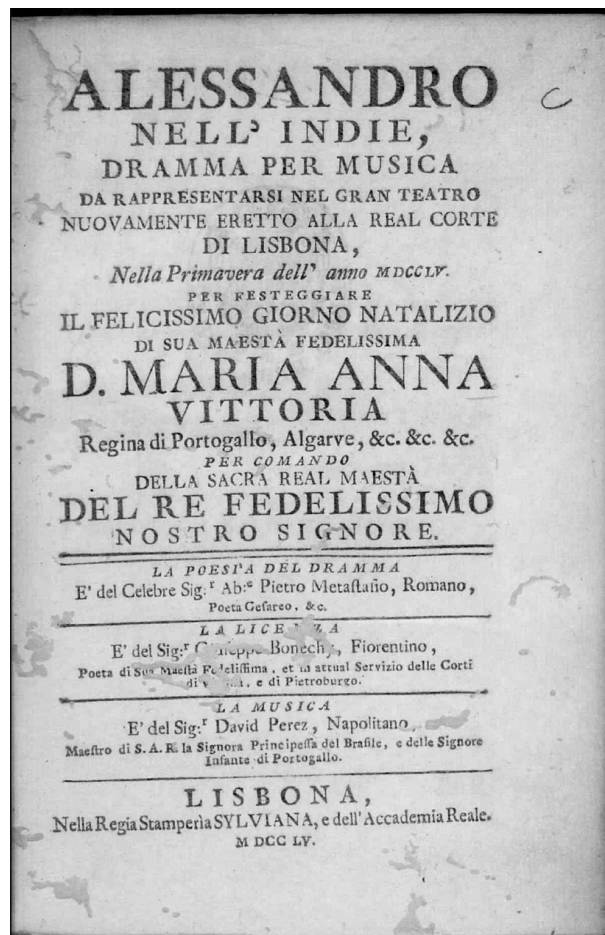 ALESSANDRO
NELL' INDIE,
DRAMMA PER MUSICA
DA RAPPRESENTARSI NEL GRAN TEATRO
NUOVAMENTE ERETTO ALLA REAL CORTE
DI LISBONA,
Nella Primavera dell' anno MDCCLV.
PER FESTEGGIARE
IL FELICISSIMO GIORNO NATALIZIO
DI SUA MAESTÀ FEDELISSIMA
D. MARIA ANNA
VITTORIA
Regina di Portogallo, Algarve, &c. &c. &c.
PER COMANDO
DELLA SACRA REAL MAESTÀ
DEL RE FEDELISSIMO
NOSTRO SIGNORE.
LA POESIA DEL DRAMMA
E' del Celebre Sig.r Ab:e Pietro Metastasio, Romano,
Poeta Cesareo, &c.
LA LICENZA
E' del Sig:r Bonechy, Fiorentino,
Poeta di Sua Maestà Fedelissima, et in attual Servizio delle Corti
di e di Pietroburgo.
LA MUSICA
E' del Sig:r David Perez, Napolitano,
Maestro di S. A. R. la Signora Principessa del Brasile, e delle Signore
Infante di Portogallo.
LISBONA,
Nella Regia Stamperìa SYLVIANA, e dell'Accademia Reale.
M DCC LV.